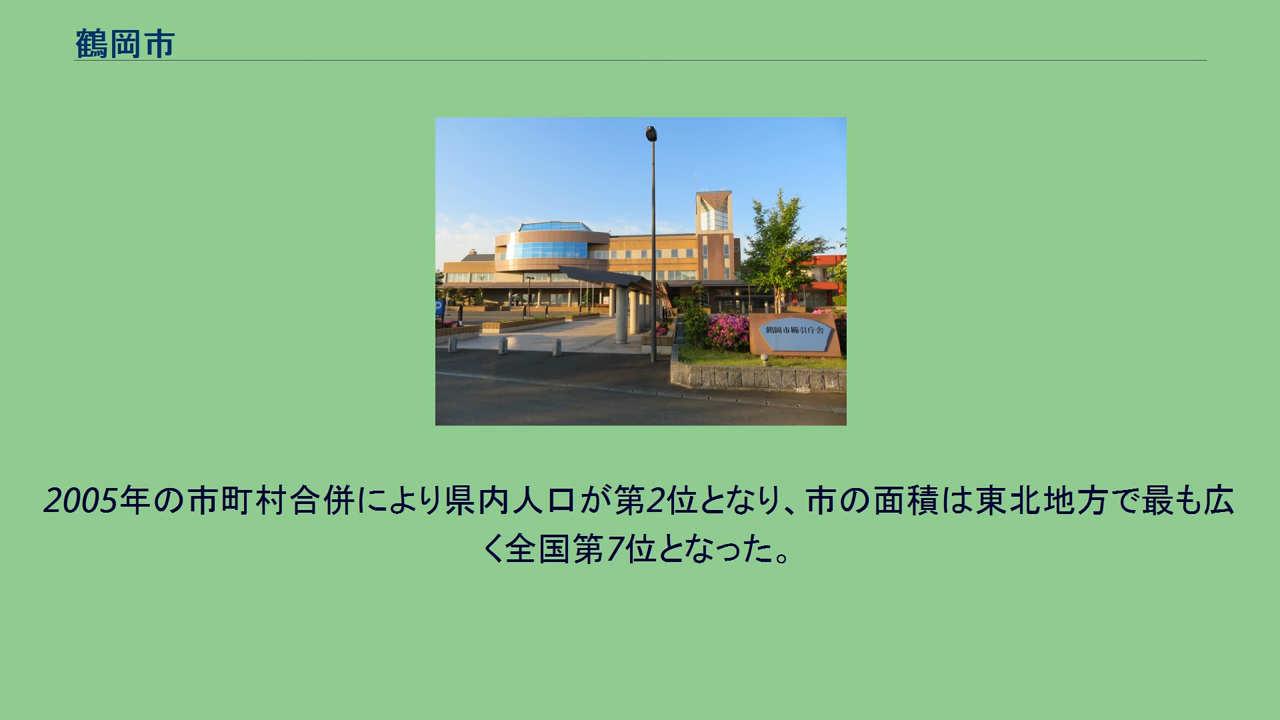 鶴岡市
鶴岡市櫛引庁舎
2005年の市町村合併により県内人口が第2位となり、市の面積は東北地方で最も広
く全国第7位となった。